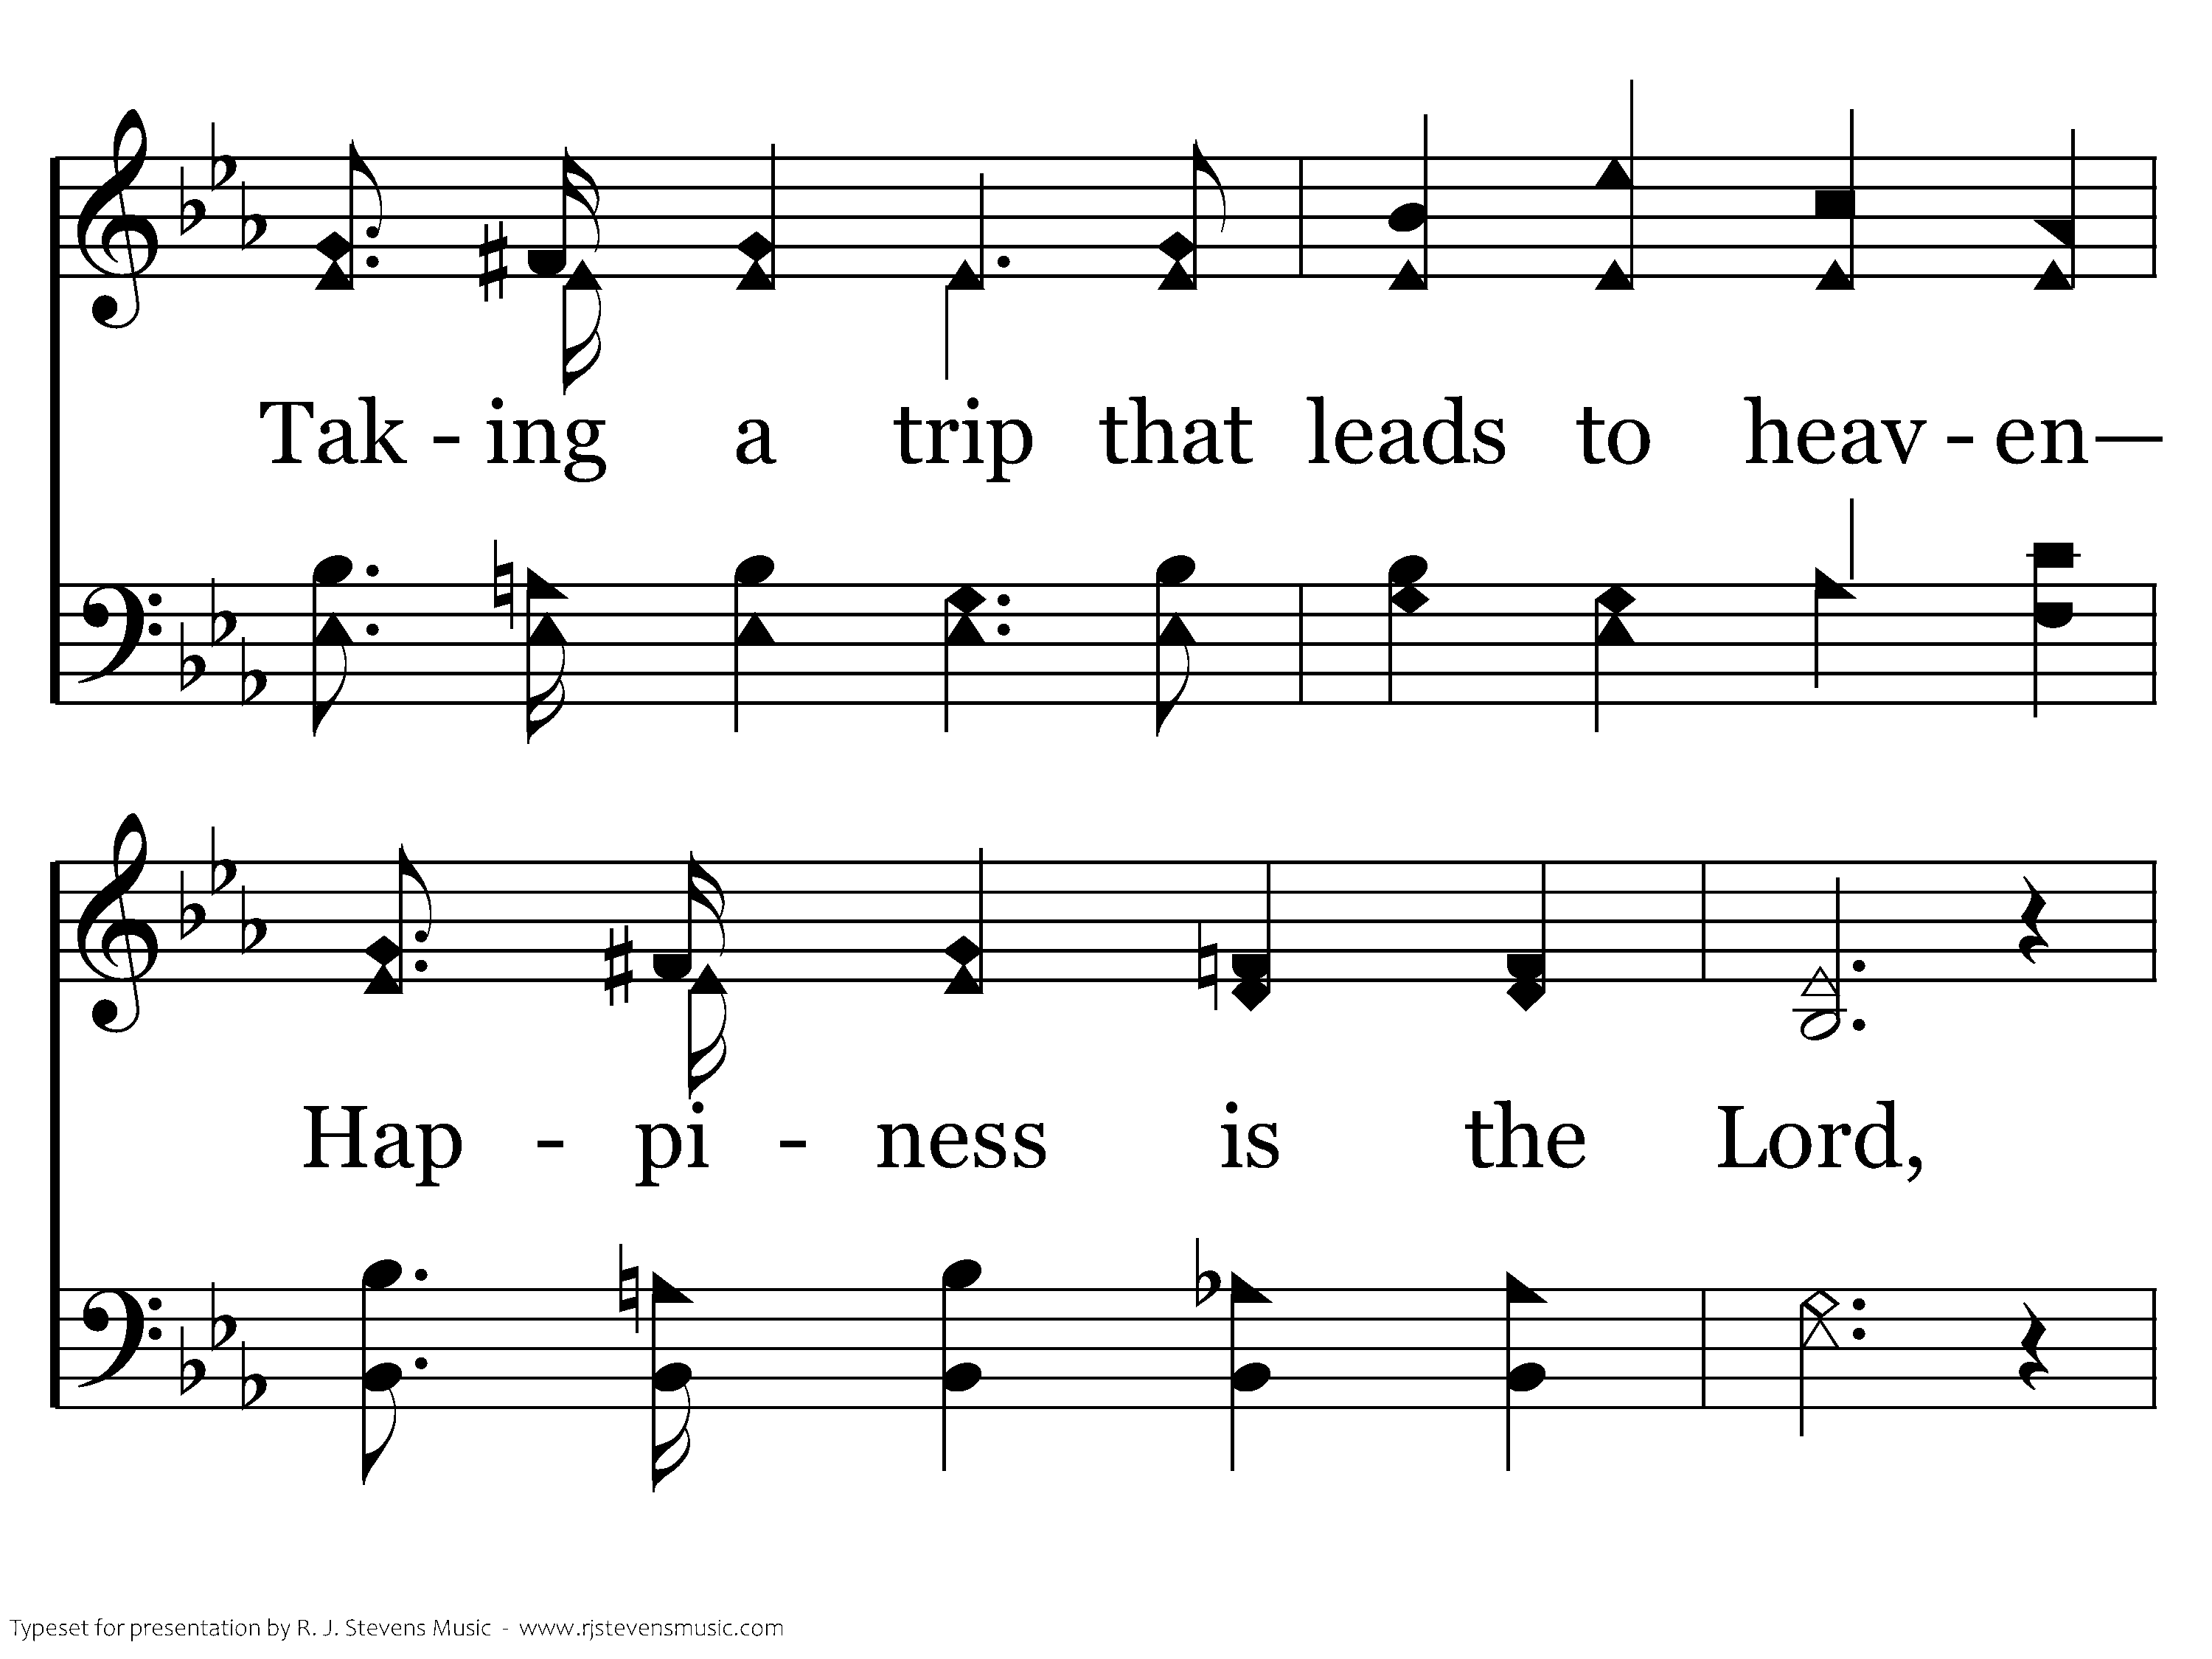 Tak - ing a trip that leads to heav - en—
Hap - pi - ness is the Lord,
Typeset for presentation by R. J. Stevens Music - www.rjstevensmusic.com